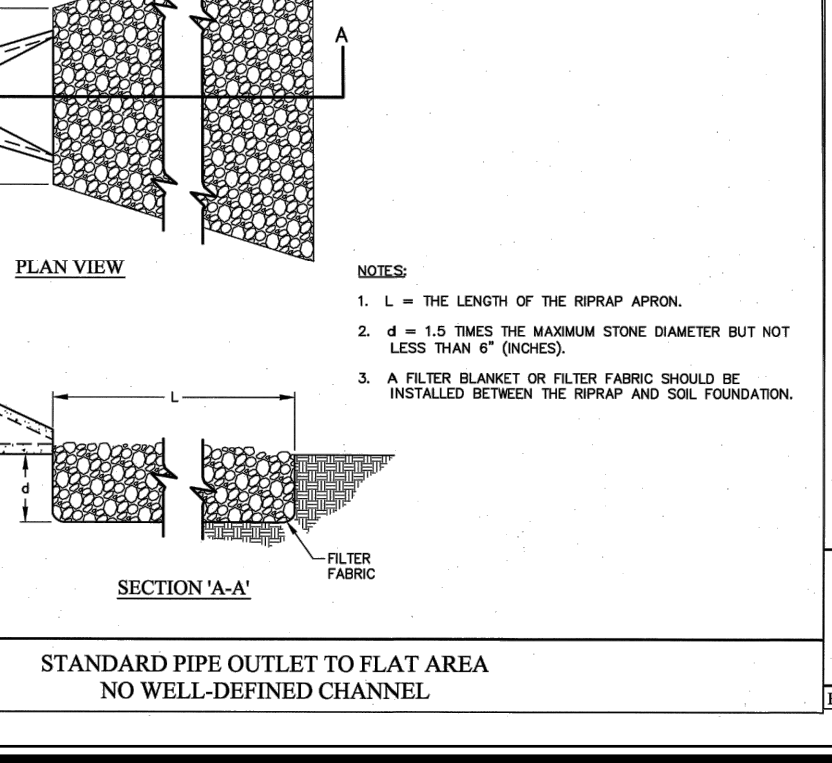 A
PLAN VIEW
NOTES:
1. L = THE LENGTH OF THE RIPRAP APRON.
2. d = 1.5 TIMES THE MAXIMUM STONE DIAMETER BUT NOT
LESS THAN 6" (INCHES).
3. A FILTER BLANKET OR FILTER FABRIC SHOULD BE
INSTALLED BETWEEN THE RIPRAP AND SOIL FOUNDATION.
L
d
FILTER
FABRIC
SECTION 'A-A'
STANDARD PIPE OUTLET TO FLAT AREA
NO WELL-DEFINED CHANNEL